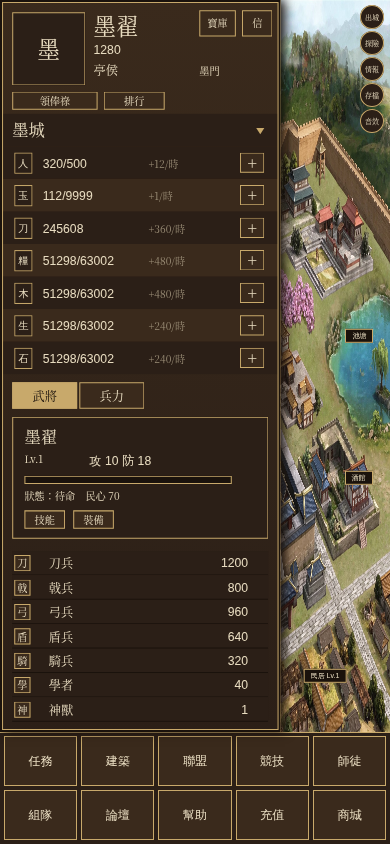 墨
墨翟
寶庫
信
1280
亭侯
墨門
領俸祿
排行
墨城
人 320/500 +12/時 +
玉 112/9999 +1/時 +
刀 245608 +360/時 +
糧 51298/63002 +480/時 +
木 51298/63002 +480/時 +
生 51298/63002 +240/時 +
石 51298/63002 +240/時 +
武將
兵力
墨翟
Lv.1 攻 10 防 18
狀態：待命 民心 70
技能
裝備
刀 刀兵 1200
戟 戟兵 800
弓 弓兵 960
盾 盾兵 640
騎 騎兵 320
學 學者 40
神 神獸 1
出城
探險
情報
存檔
音效
池塘
酒館
民居 Lv.1
任務 建築 聯盟 競技 師徒
組隊 論壇 幫助 充值 商城